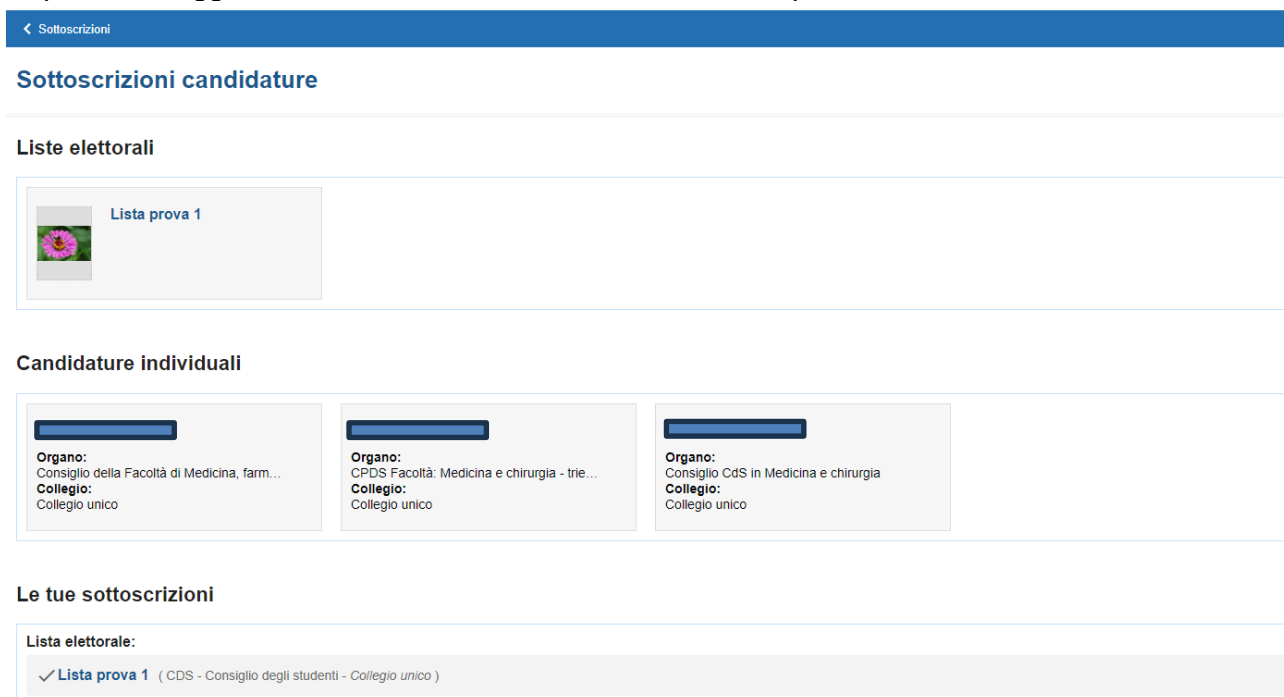 Sottoscrizioni
Sottoscrizioni candidature
Liste elettorali
Lista prova 1
Candidature individuali
Organo:
Consiglio della Facoltà di Medicina, farm...
Collegio:
Collegio unico
Organo:
CPDS Facoltà: Medicina e chirurgia - trie...
Collegio:
Collegio unico
Organo:
Consiglio CdS in Medicina e chirurgia
Collegio:
Collegio unico
Le tue sottoscrizioni
Lista elettorale:
Lista prova 1 ( CDS - Consiglio degli studenti - Collegio unico )